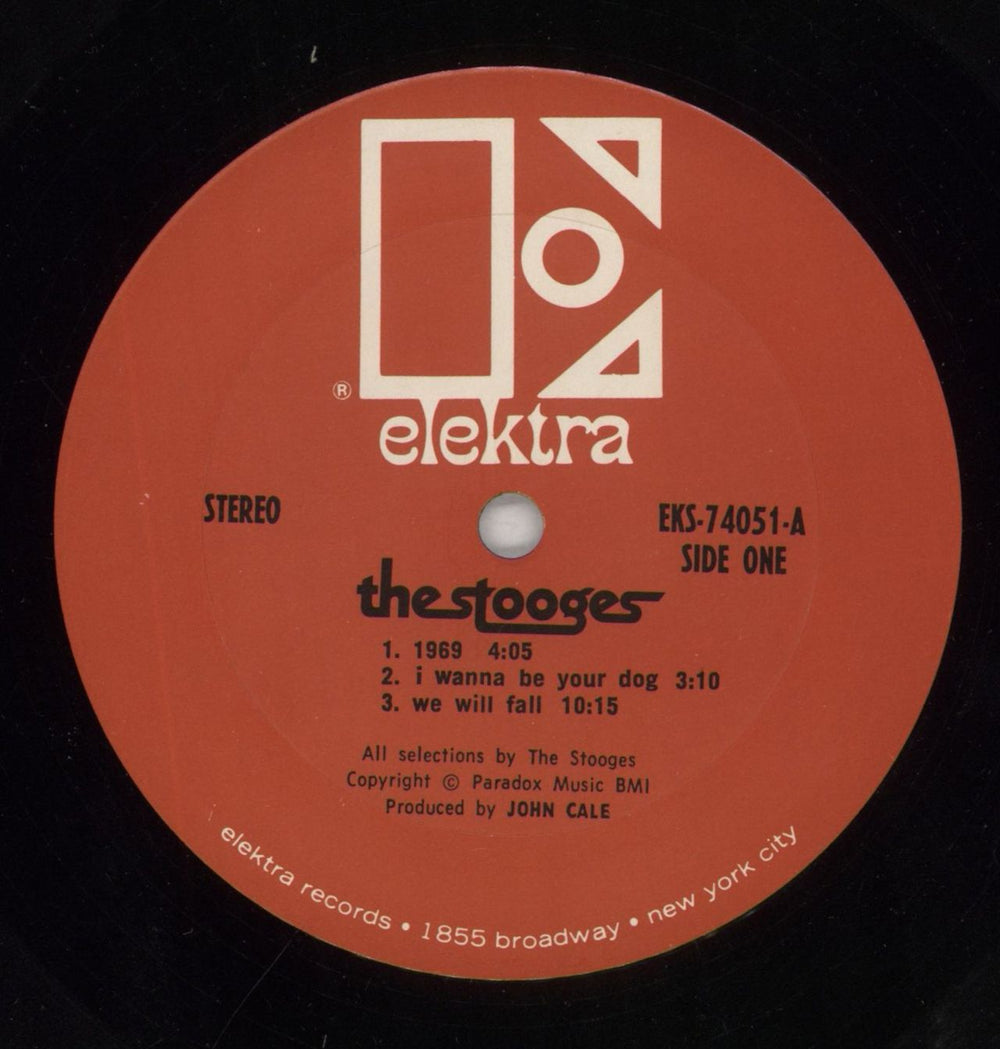 ®
elektra
STEREO
EKS-74051-A
SIDE ONE
the stooges
1. 1969 4:05
2. i wanna be your dog 3:10
3. we will fall 10:15
All selections by The Stooges
Copyright © Paradox Music BMI
Produced by JOHN CALE
elektra records • 1855 broadway • new york city